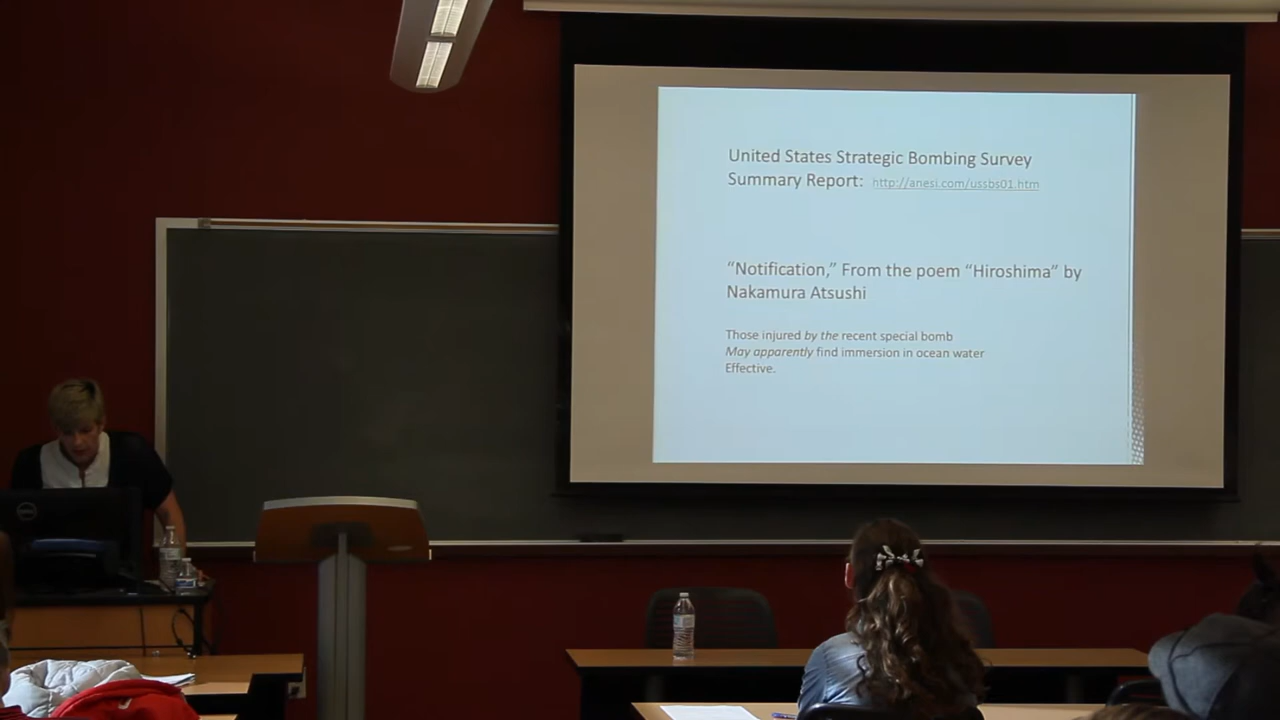 United States Strategic Bombing Survey
Summary Report: http://anesi.com/ussbs01.htm
“Notification,” From the poem “Hiroshima” by
Nakamura Atsushi
Those injured by the recent special bomb
May apparently find immersion in ocean water
Effective.